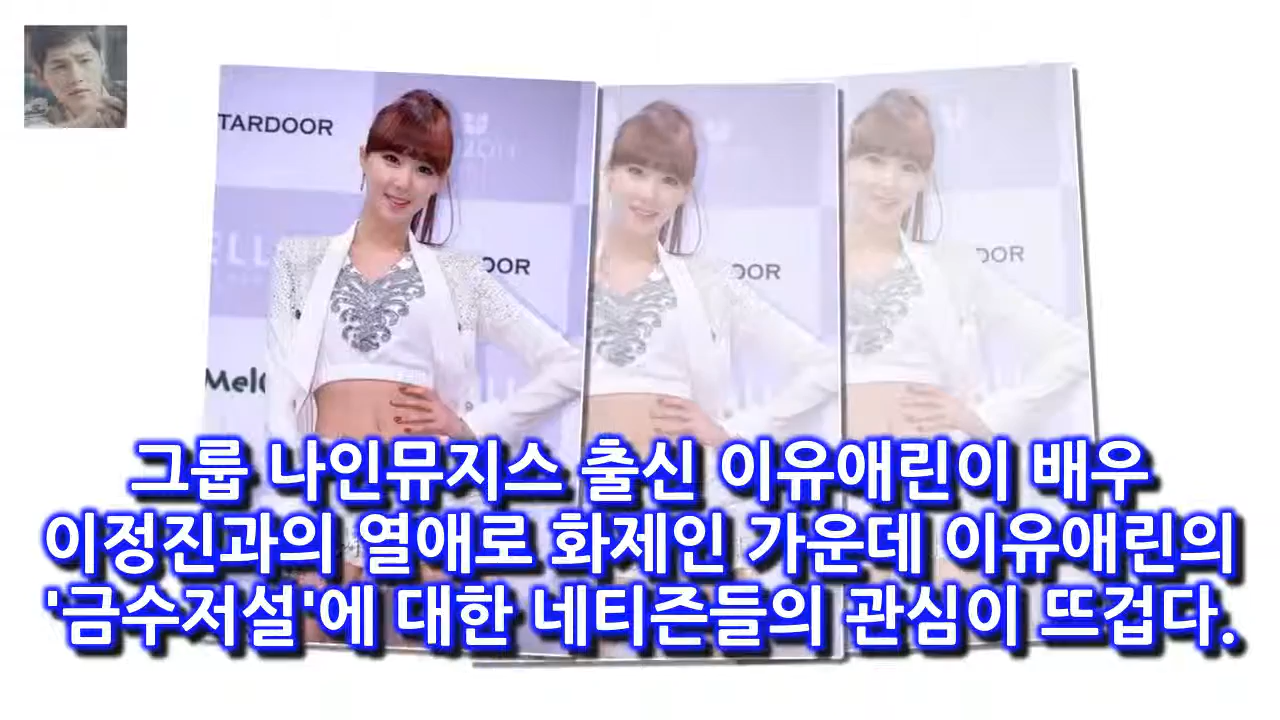 TARDOOR
OOR
DOOR
DOOR
Mel
그룹 나인뮤지스 출신 이유애린이 배우
이정진과의 열애로 화제인 가운데 이유애린의
'금수저설'에 대한 네티즌들의 관심이 뜨겁다.